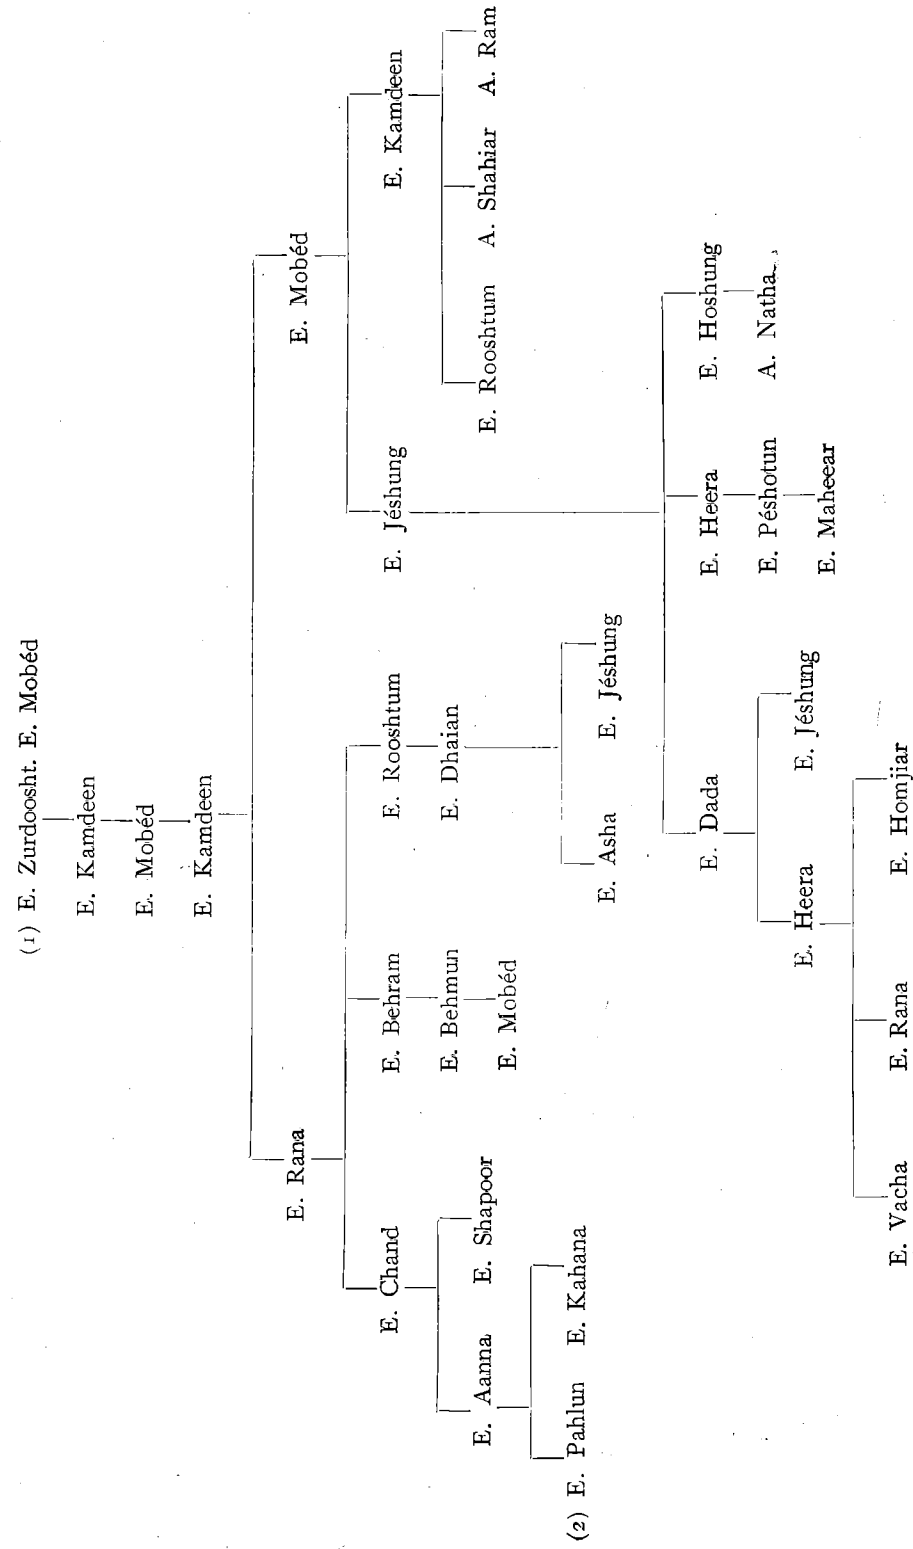 (1) E. Zurdoosht. E. Mobéd
E. Kamdeen
E. Mobéd
E. Kamdeen
E. Rana E. Mobéd
E. Chand E. Behram E. Rooshtum E. Jéshung E. Kamdeen
E. Behmun E. Dhaian
E. Aanna E. Shapoor E. Mobéd E. Rooshtum A. Shahiar A. Ram
(2) E. Pahlun E. Kahana
E. Asha E. Jéshung
E. Dada E. Heera E. Hoshung
E. Péshotun A. Natha
E. Heera E. Jéshung E. Maheear
E. Vacha E. Rana E. Homjiar